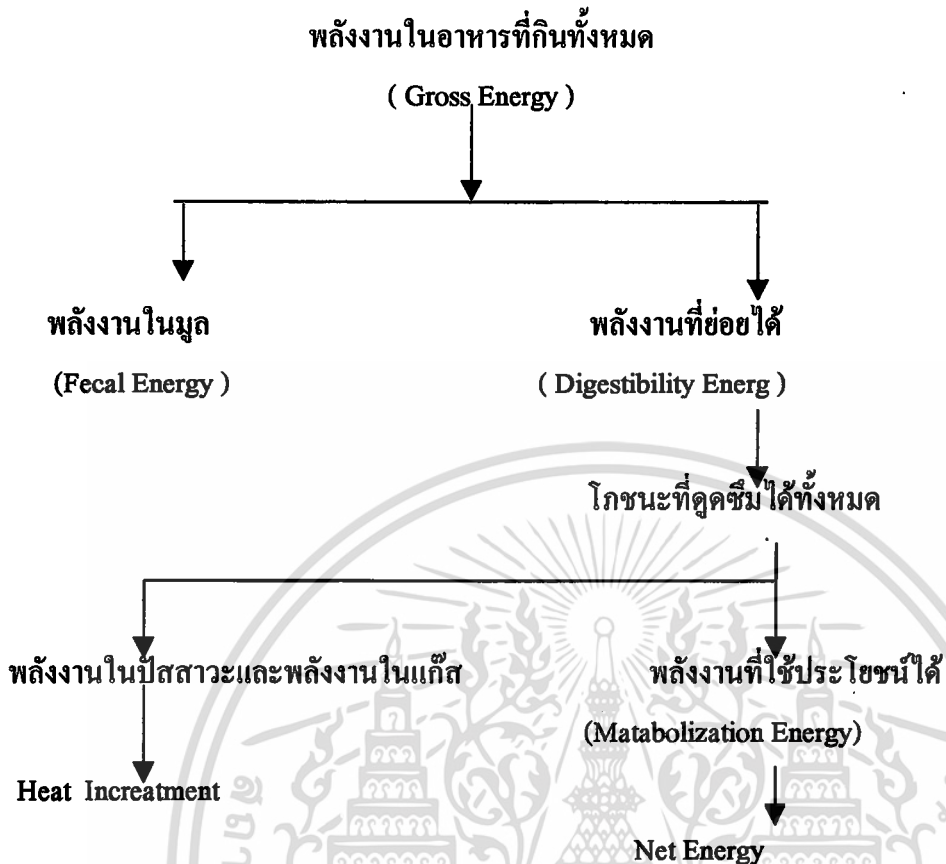 พลังงานในอาหารที่กินทั้งหมด
( Gross Energy )
พลังงานในมูล
พลังงานที่ย่อยได้
(Fecal Energy )
( Digestibility Energ )
โภชนะที่ดูดซึมได้ทั้งหมด
พลังงานในปัสสาวะและพลังงานในแก๊ส
พลังงานที่ใช้ประโยชน์ได้
(Matabolization Energy)
Heat Increatment
Net Energy